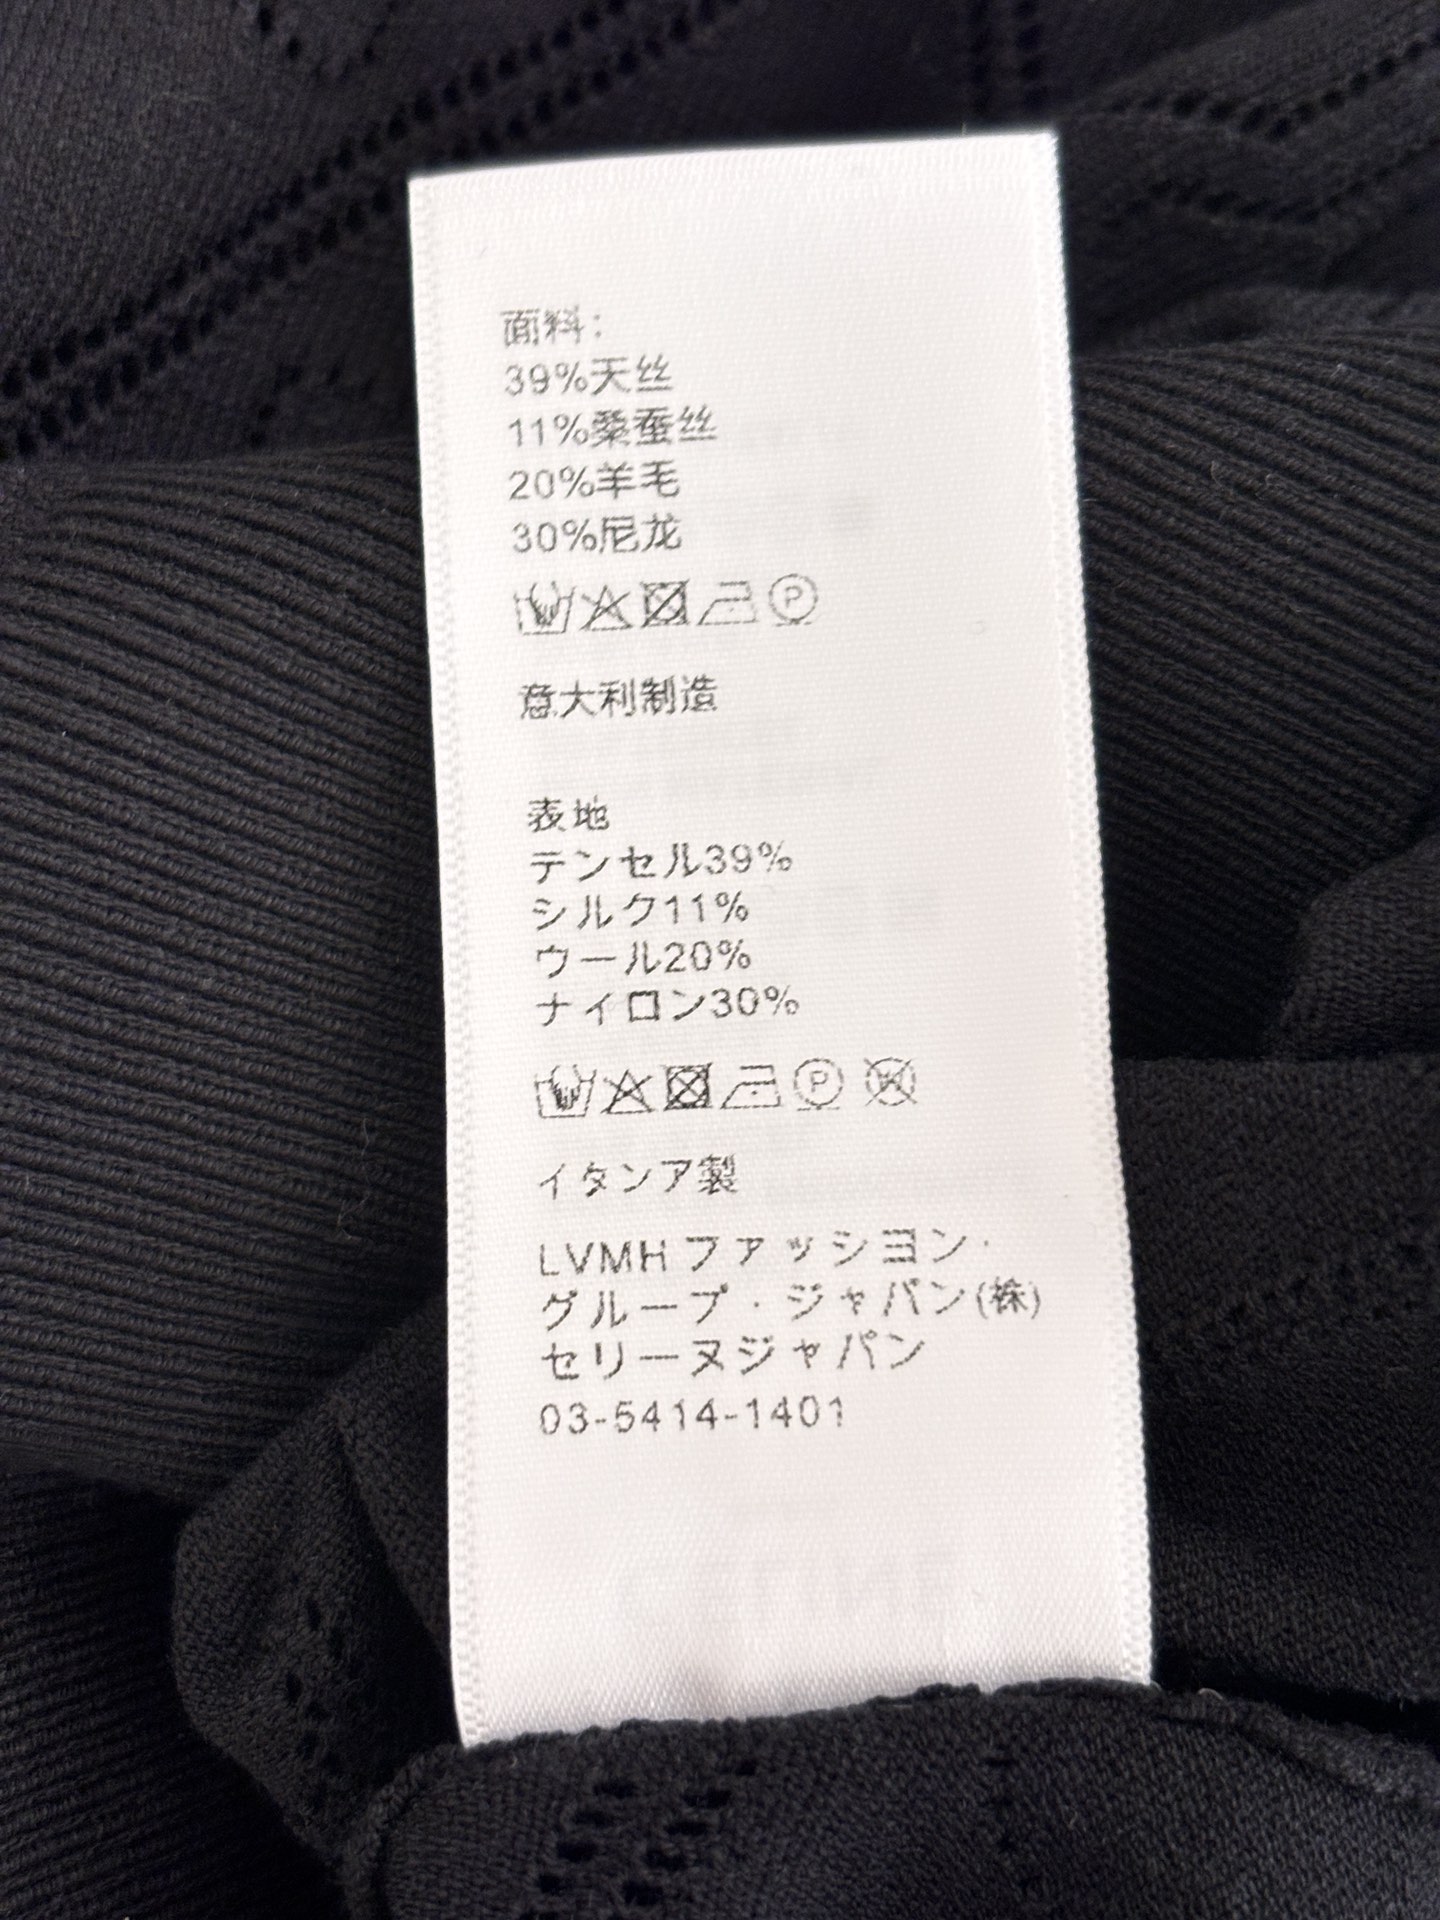 面料:
39%天丝
11%桑蚕丝
20%羊毛
30%尼龙
P
意大利制造
表地
テンセル39%
シルク11%
ウール20%
ナイロン30%
P W
イタンア製
LVMHファッシヨン·
グループ·ジャパン(株)
セリーヌジャパン
03-5414-1401